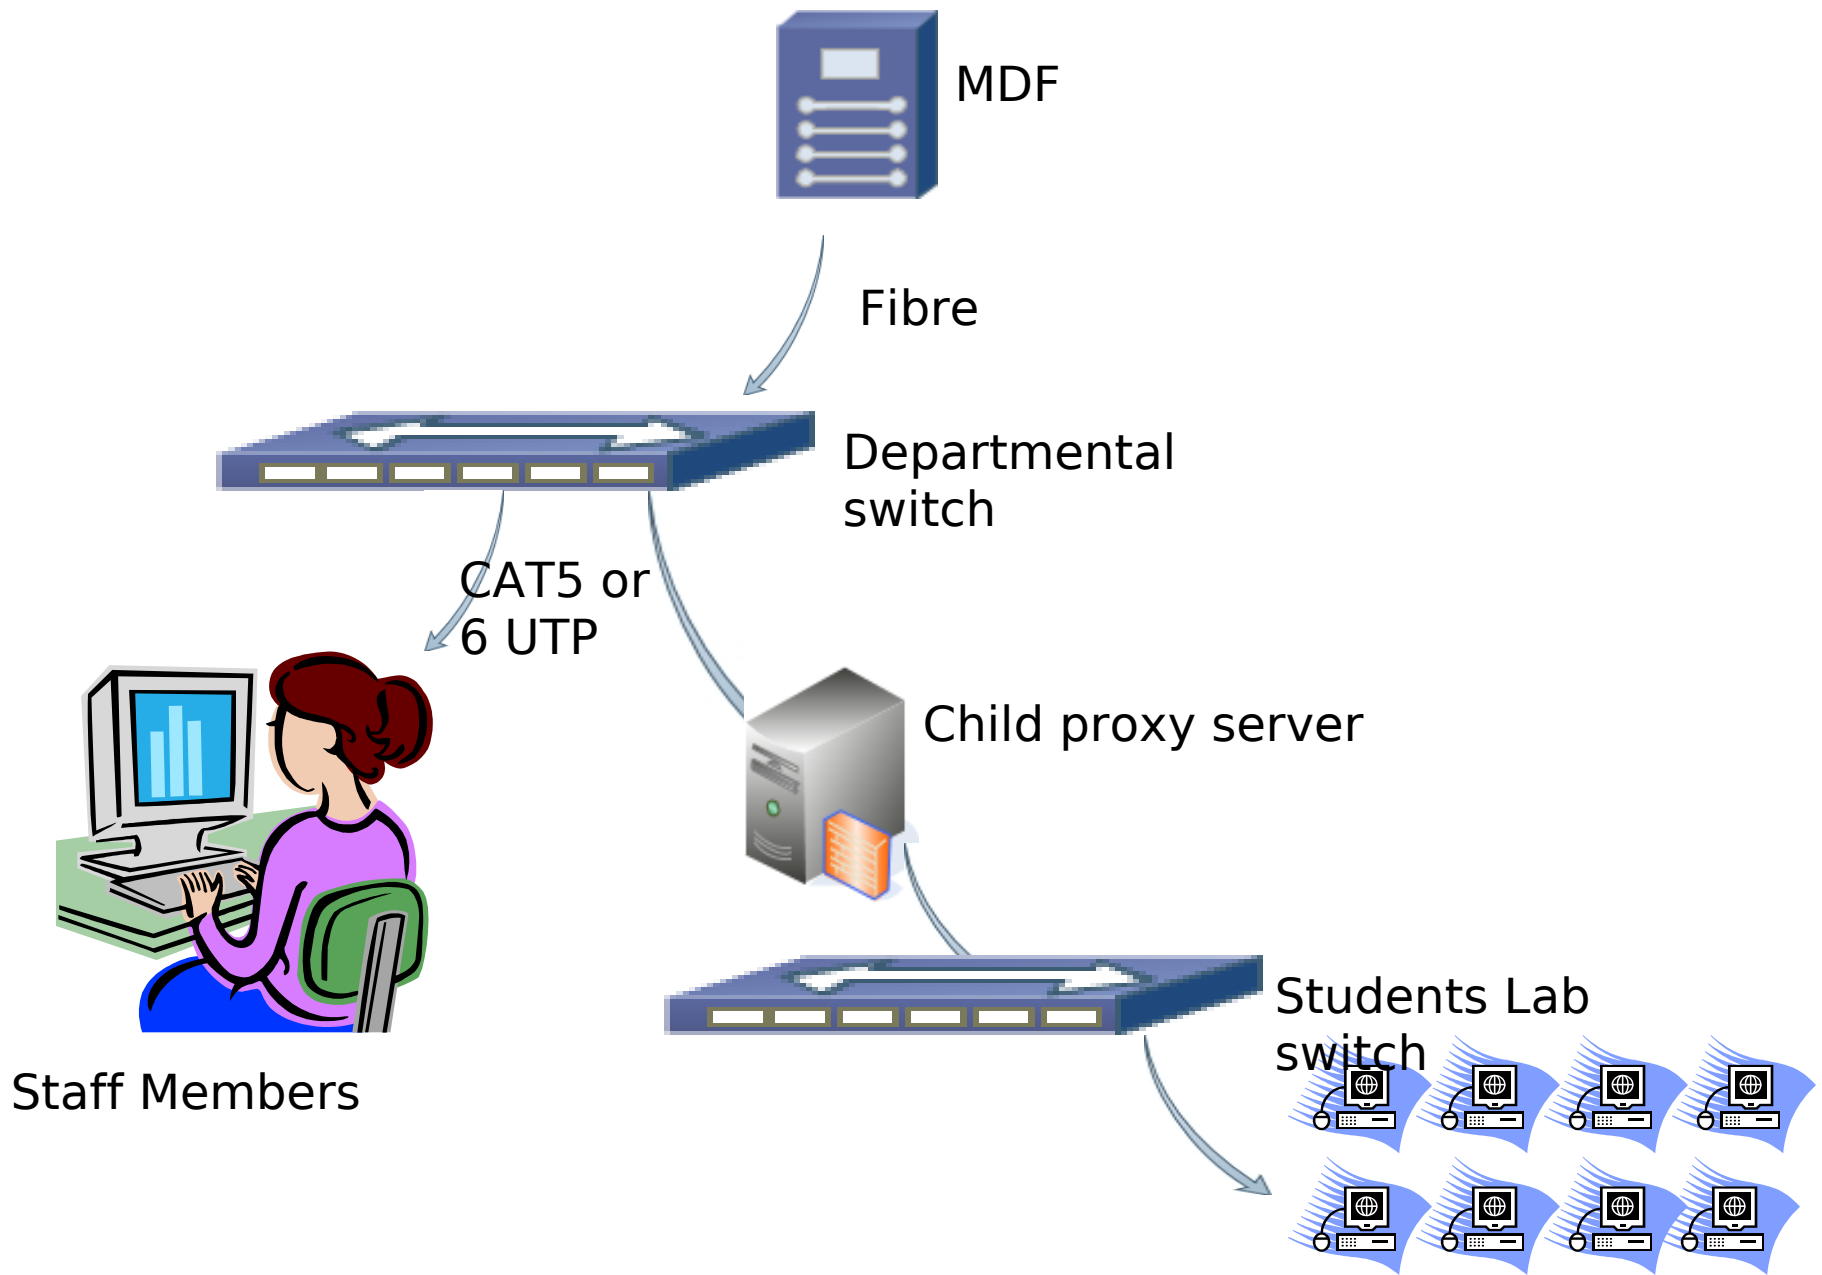 MDF
Fibre
Departmental
switch
CAT5 or
6 UTP
Child proxy server
Students Lab
switch
Staff Members